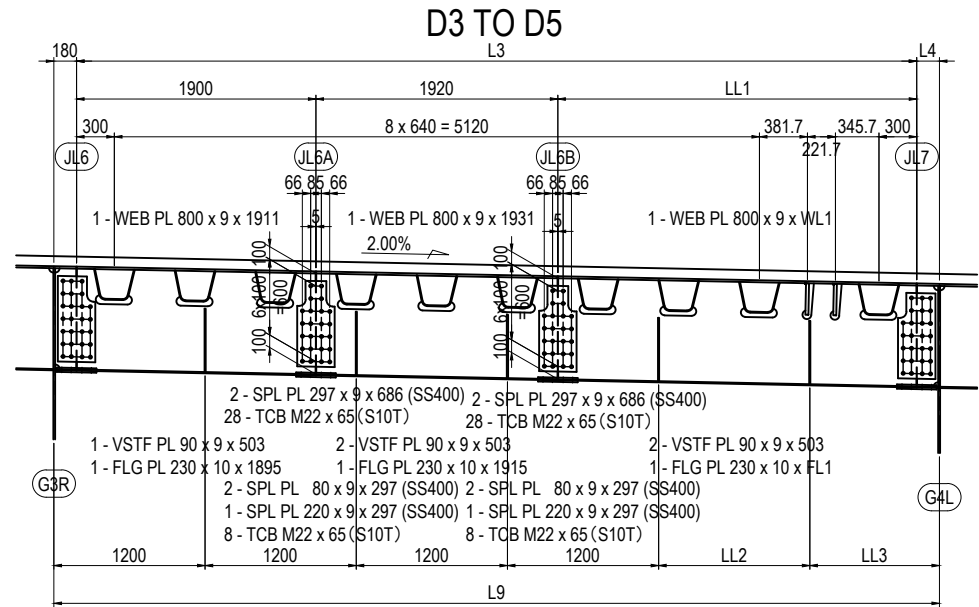 D3 TO D5
180 L3 L4
1900 1920 LL1
300 8 x 640 = 5120 381.7 345.7 300
221.7
JL6 JL6A JL6B JL7
66 85 66 66 85 66
1 - WEB PL 800 x 9 x 1911 1 - WEB PL 800 x 9 x 1931 1 - WEB PL 800 x 9 x WL1
5 5
2.00%
100 100
6x100 6x100
= 600 = 600
100 100
2 - SPL PL 297 x 9 x 686 (SS400) 2 - SPL PL 297 x 9 x 686 (SS400)
28 - TCB M22 x 65 (S10T) 28 - TCB M22 x 65 (S10T)
1 - VSTF PL 90 x 9 x 503 2 - VSTF PL 90 x 9 x 503 2 - VSTF PL 90 x 9 x 503
1 - FLG PL 230 x 10 x 1895 1 - FLG PL 230 x 10 x 1915 1 - FLG PL 230 x 10 x FL1
G3R G4L
2 - SPL PL 80 x 9 x 297 (SS400) 2 - SPL PL 80 x 9 x 297 (SS400)
1 - SPL PL 220 x 9 x 297 (SS400) 1 - SPL PL 220 x 9 x 297 (SS400)
8 - TCB M22 x 65 (S10T) 8 - TCB M22 x 65 (S10T)
1200 1200 1200 1200 LL2 LL3
L9